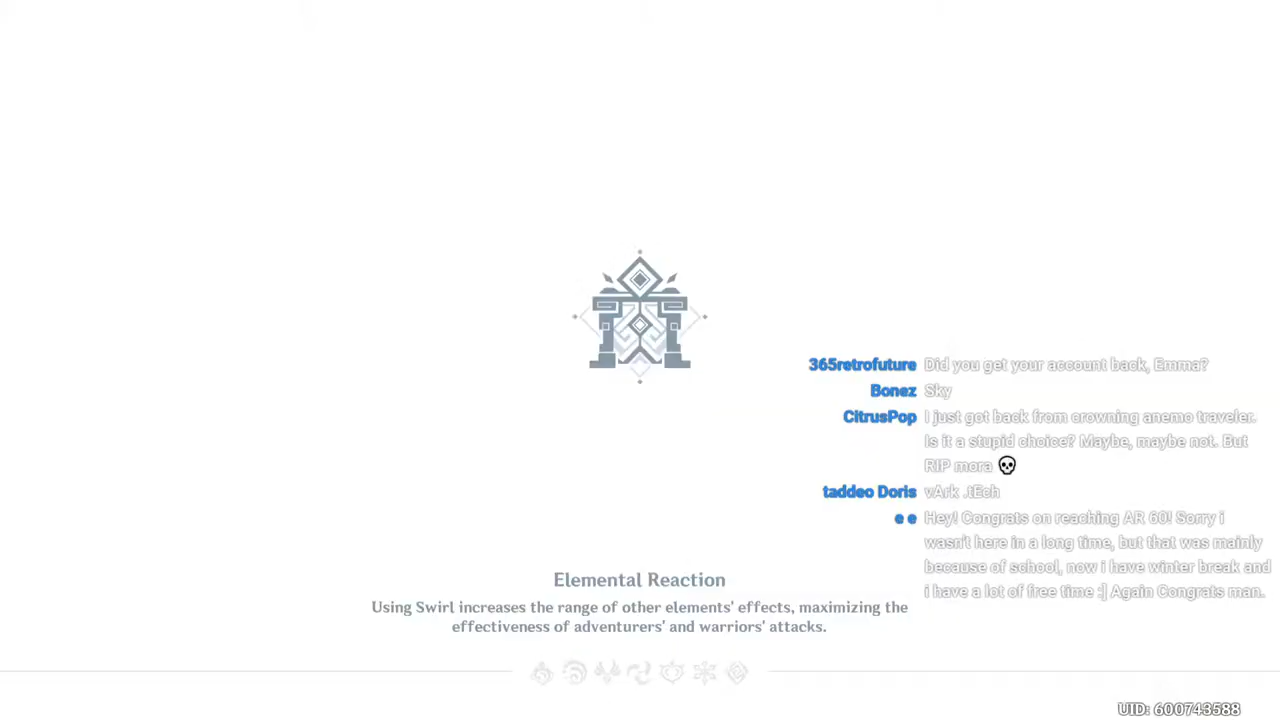 365retrofuture Did you get your account back, Emma?
Bonez Sky
CitrusPop I just got back from crowning anemo traveler.
Is it a stupid choice? Maybe, maybe not. But
RIP mora 💀
taddeo Doris vArk .tEch
e e Hey! Congrats on reaching AR 60! Sorry i
wasn't here in a long time, but that was mainly
because of school, now i have winter break and
i have a lot of free time :] Again Congrats man.
Elemental Reaction
Using Swirl increases the range of other elements' effects, maximizing the
effectiveness of adventurers' and warriors' attacks.
UID: 600743588